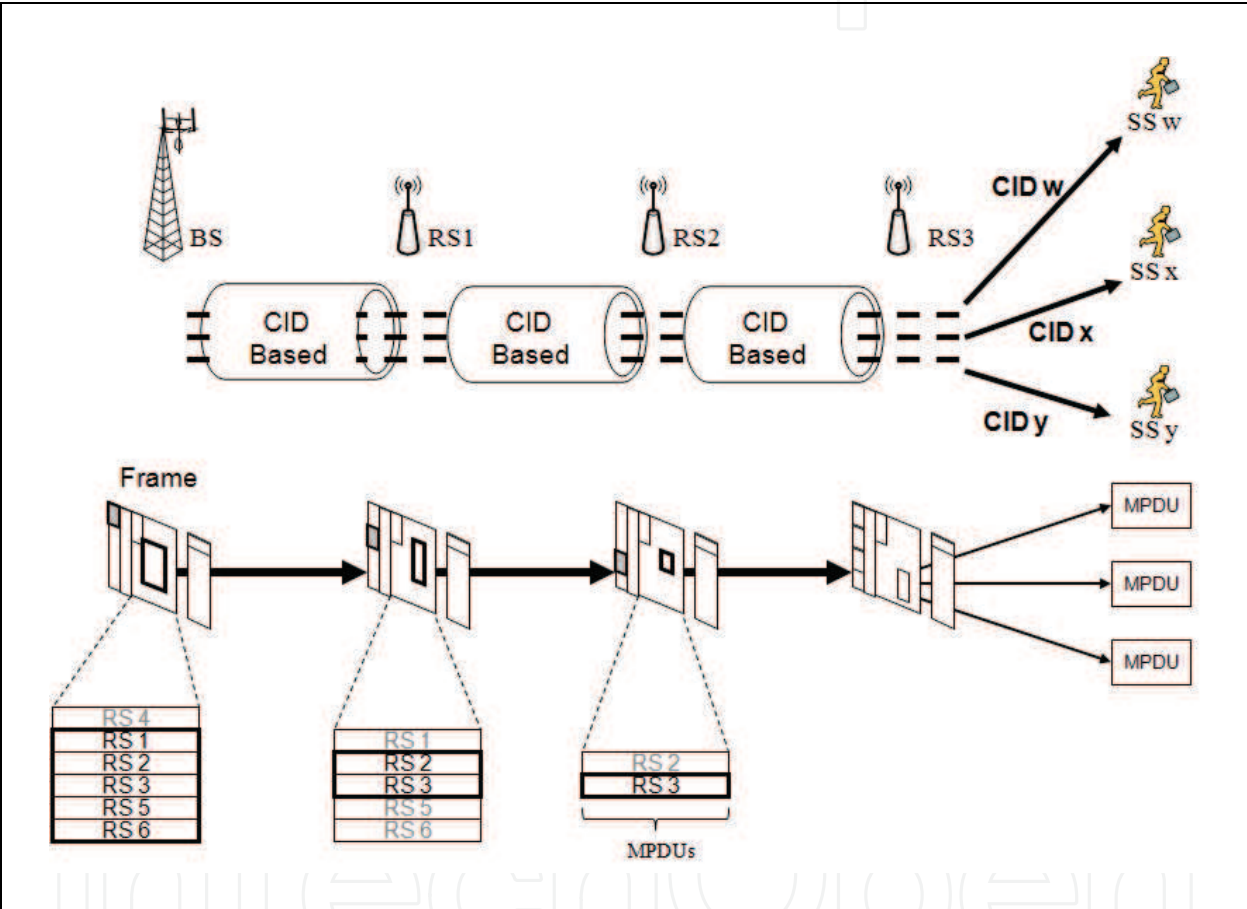 SS w
CID w
BS
RS1
RS2
RS3
SS x
CID
Based
CID
Based
CID
Based
CID x
CID y
SS y
Frame
MPDU
MPDU
MPDU
RS 4
RS 1
RS 2
RS 3
RS 5
RS 6
RS 1
RS 2
RS 3
RS 5
RS 6
RS 2
RS 3
MPDUs